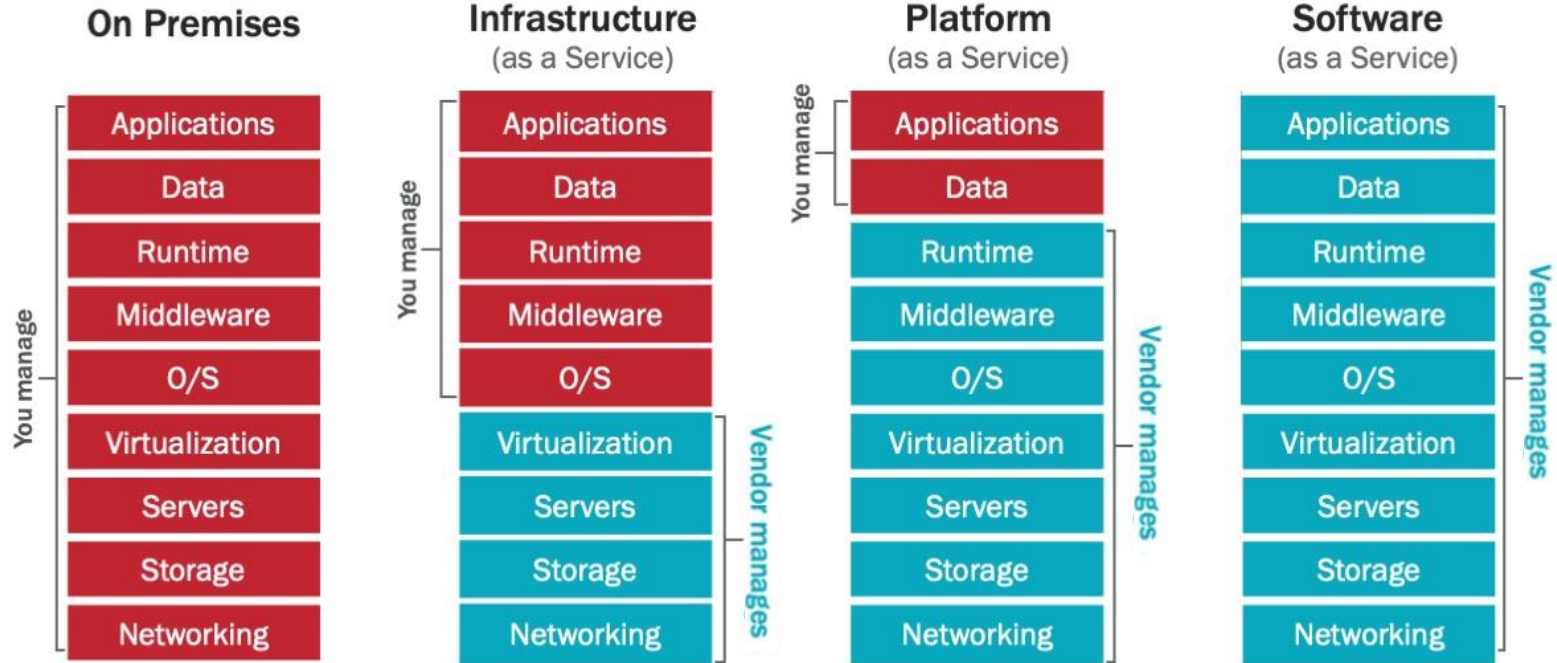 On Premises
You manage
Applications
Data
Runtime
Middleware
O/S
Virtualization
Servers
Storage
Networking
Infrastructure
(as a Service)
You manage
Applications
Data
Runtime
Middleware
O/S
Virtualization
Servers
Storage
Networking
Vendor manages
Platform
(as a Service)
You manage
Applications
Data
Runtime
Middleware
O/S
Virtualization
Servers
Storage
Networking
Vendor manages
Software
(as a Service)
Applications
Data
Runtime
Middleware
O/S
Virtualization
Servers
Storage
Networking
Vendor manages